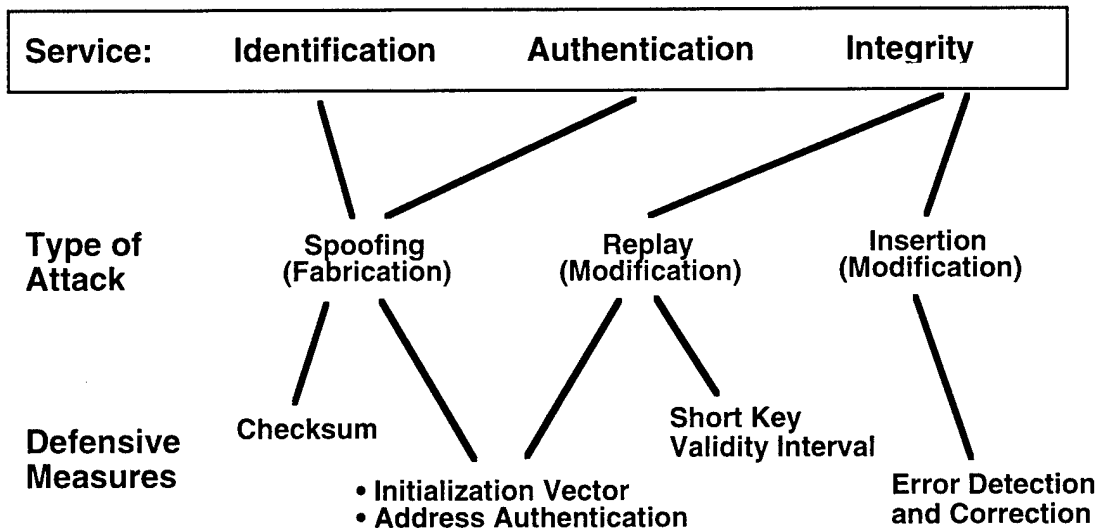 Service: Identification Authentication Integrity
Type of
Attack
Spoofing
(Fabrication)
Replay
(Modification)
Insertion
(Modification)
Defensive
Measures
Checksum
• Initialization Vector
• Address Authentication
Short Key
Validity Interval
Error Detection
and Correction